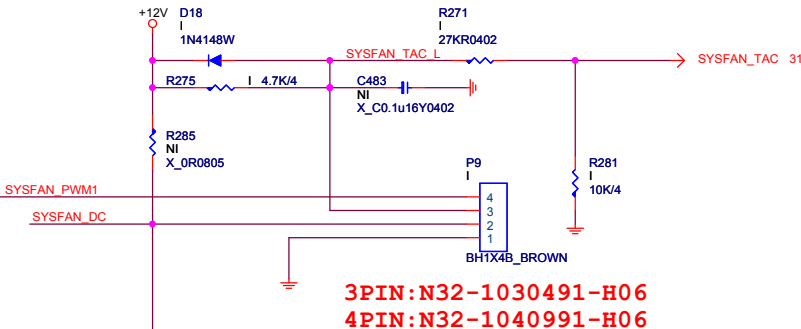 +12V
D18
I
1N4148W
R271
I
27KR0402
SYSFAN_TAC_L
SYSFAN_TAC 31
R275
I 4.7K/4
C483
NI
X_C0.1u16Y0402
R285
NI
X_0R0805
P9
I
R281
I
10K/4
SYSFAN_PWM1
SYSFAN_DC
4
3
2
1
BH1X4B_BROWN
3PIN:N32-1030491-H06
4PIN:N32-1040991-H06